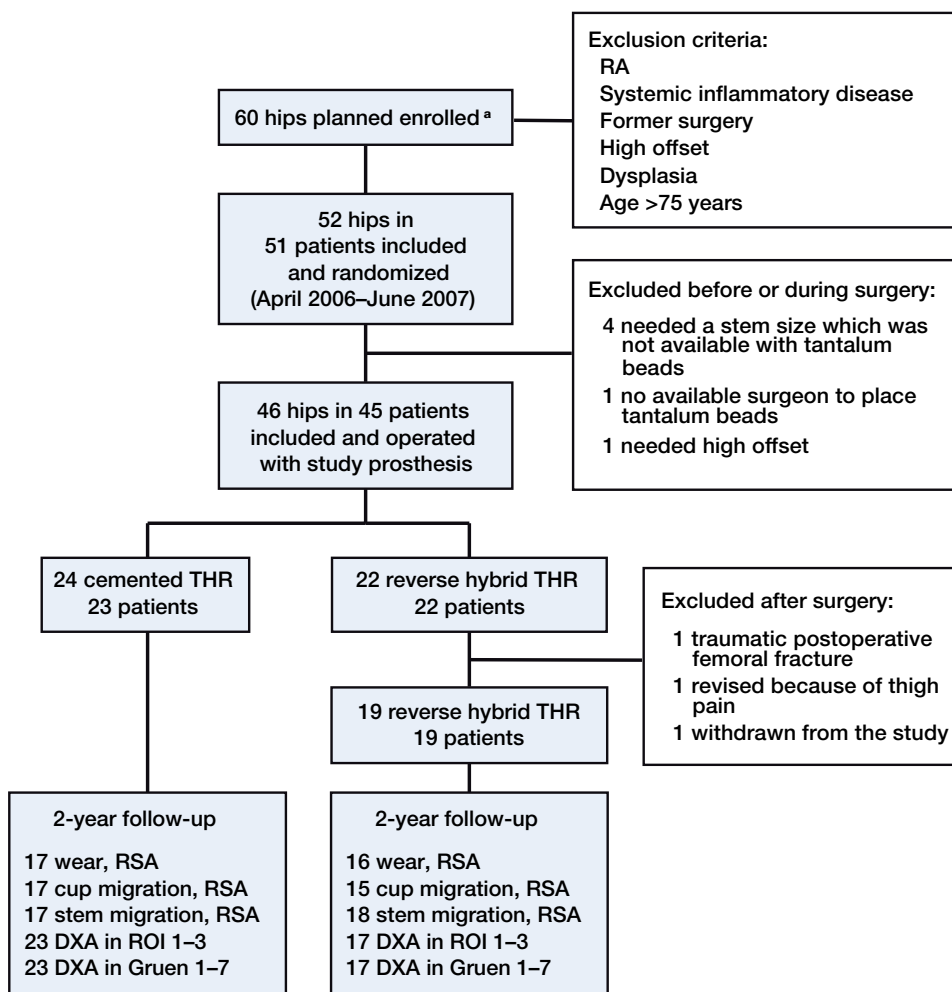 60 hips planned enrolled a
Exclusion criteria:
RA
Systemic inflammatory disease
Former surgery
High offset
Dysplasia
Age >75 years
52 hips in
51 patients included
and randomized
(April 2006–June 2007)
Excluded before or during surgery:
4 needed a stem size which was
not available with tantalum
beads
1 no available surgeon to place
tantalum beads
1 needed high offset
46 hips in 45 patients
included and operated
with study prosthesis
24 cemented THR
23 patients
22 reverse hybrid THR
22 patients
Excluded after surgery:
1 traumatic postoperative
femoral fracture
1 revised because of thigh
pain
1 withdrawn from the study
19 reverse hybrid THR
19 patients
2-year follow-up
17 wear, RSA
17 cup migration, RSA
17 stem migration, RSA
23 DXA in ROI 1–3
23 DXA in Gruen 1–7
2-year follow-up
16 wear, RSA
15 cup migration, RSA
18 stem migration, RSA
17 DXA in ROI 1–3
17 DXA in Gruen 1–7